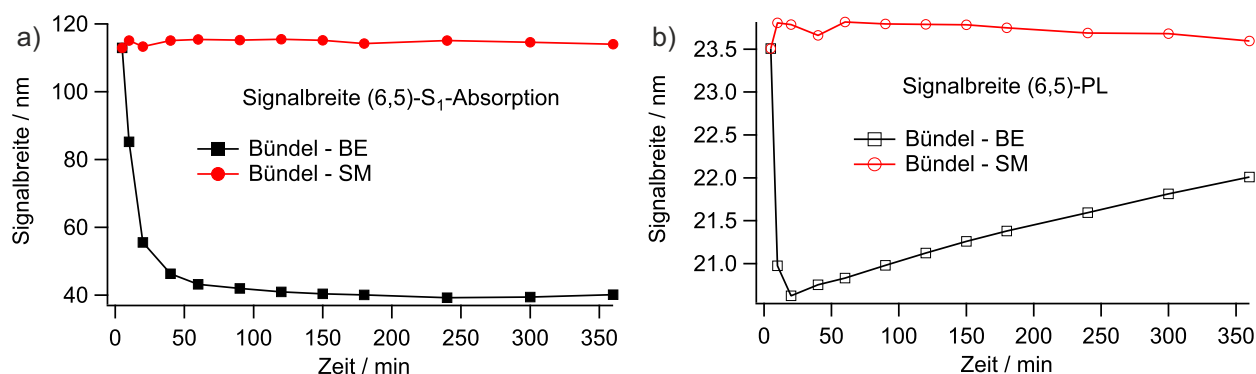 a)
Signalbreite / nm
120
100
80
60
40
Signalbreite (6,5)-S₁-Absorption
Bündel - BE
Bündel - SM
0 50 100 150 200 250 300 350
Zeit / min
b)
Signalbreite / nm
23.5
23.0
22.5
22.0
21.5
21.0
Signalbreite (6,5)-PL
Bündel - BE
Bündel - SM
0 50 100 150 200 250 300 350
Zeit / min